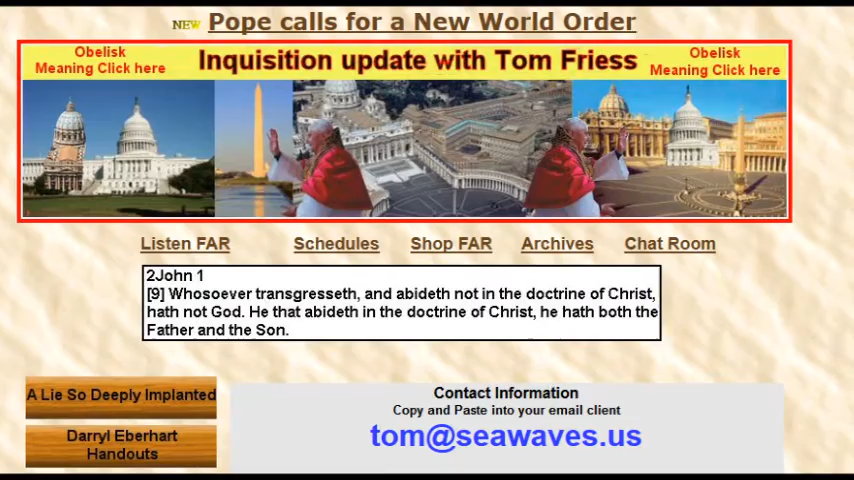 NEW Pope calls for a New World Order
Obelisk
Meaning Click here
Inquisition update with Tom Friess
Obelisk
Meaning Click here
Listen FAR Schedules Shop FAR Archives Chat Room
2John 1
[9] Whosoever transgresseth, and abideth not in the doctrine of Christ,
hath not God. He that abideth in the doctrine of Christ, he hath both the
Father and the Son.
A Lie So Deeply Implanted
Darryl Eberhart
Handouts
Contact Information
Copy and Paste into your email client
tom@seawaves.us